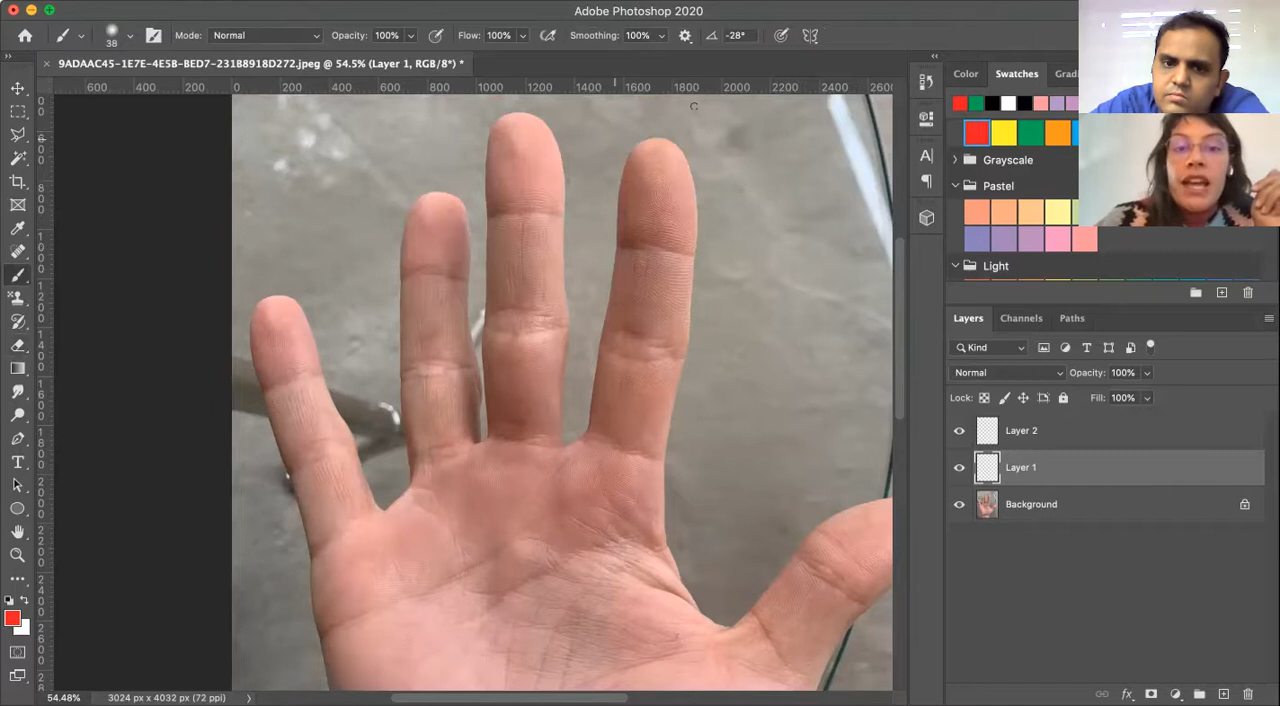 Adobe Photoshop 2020
38
Mode: Normal Opacity: 100% Flow: 100% Smoothing: 100% -28°
9ADAAC45-1E7E-4E5B-BED7-231B8918D272.jpeg @ 54.5% (Layer 1, RGB/8*) *
600 400 200 0 200 400 600 800 1000 1200 1400 1600 1800 2000 2200 2400 2600
Color Swatches Gradi
Grayscale
Pastel
Light
Layers Channels Paths
Kind
Normal Opacity: 100%
Lock: Fill: 100%
Layer 2
Layer 1
Background
54.48% 3024 px x 4032 px (72 ppi)